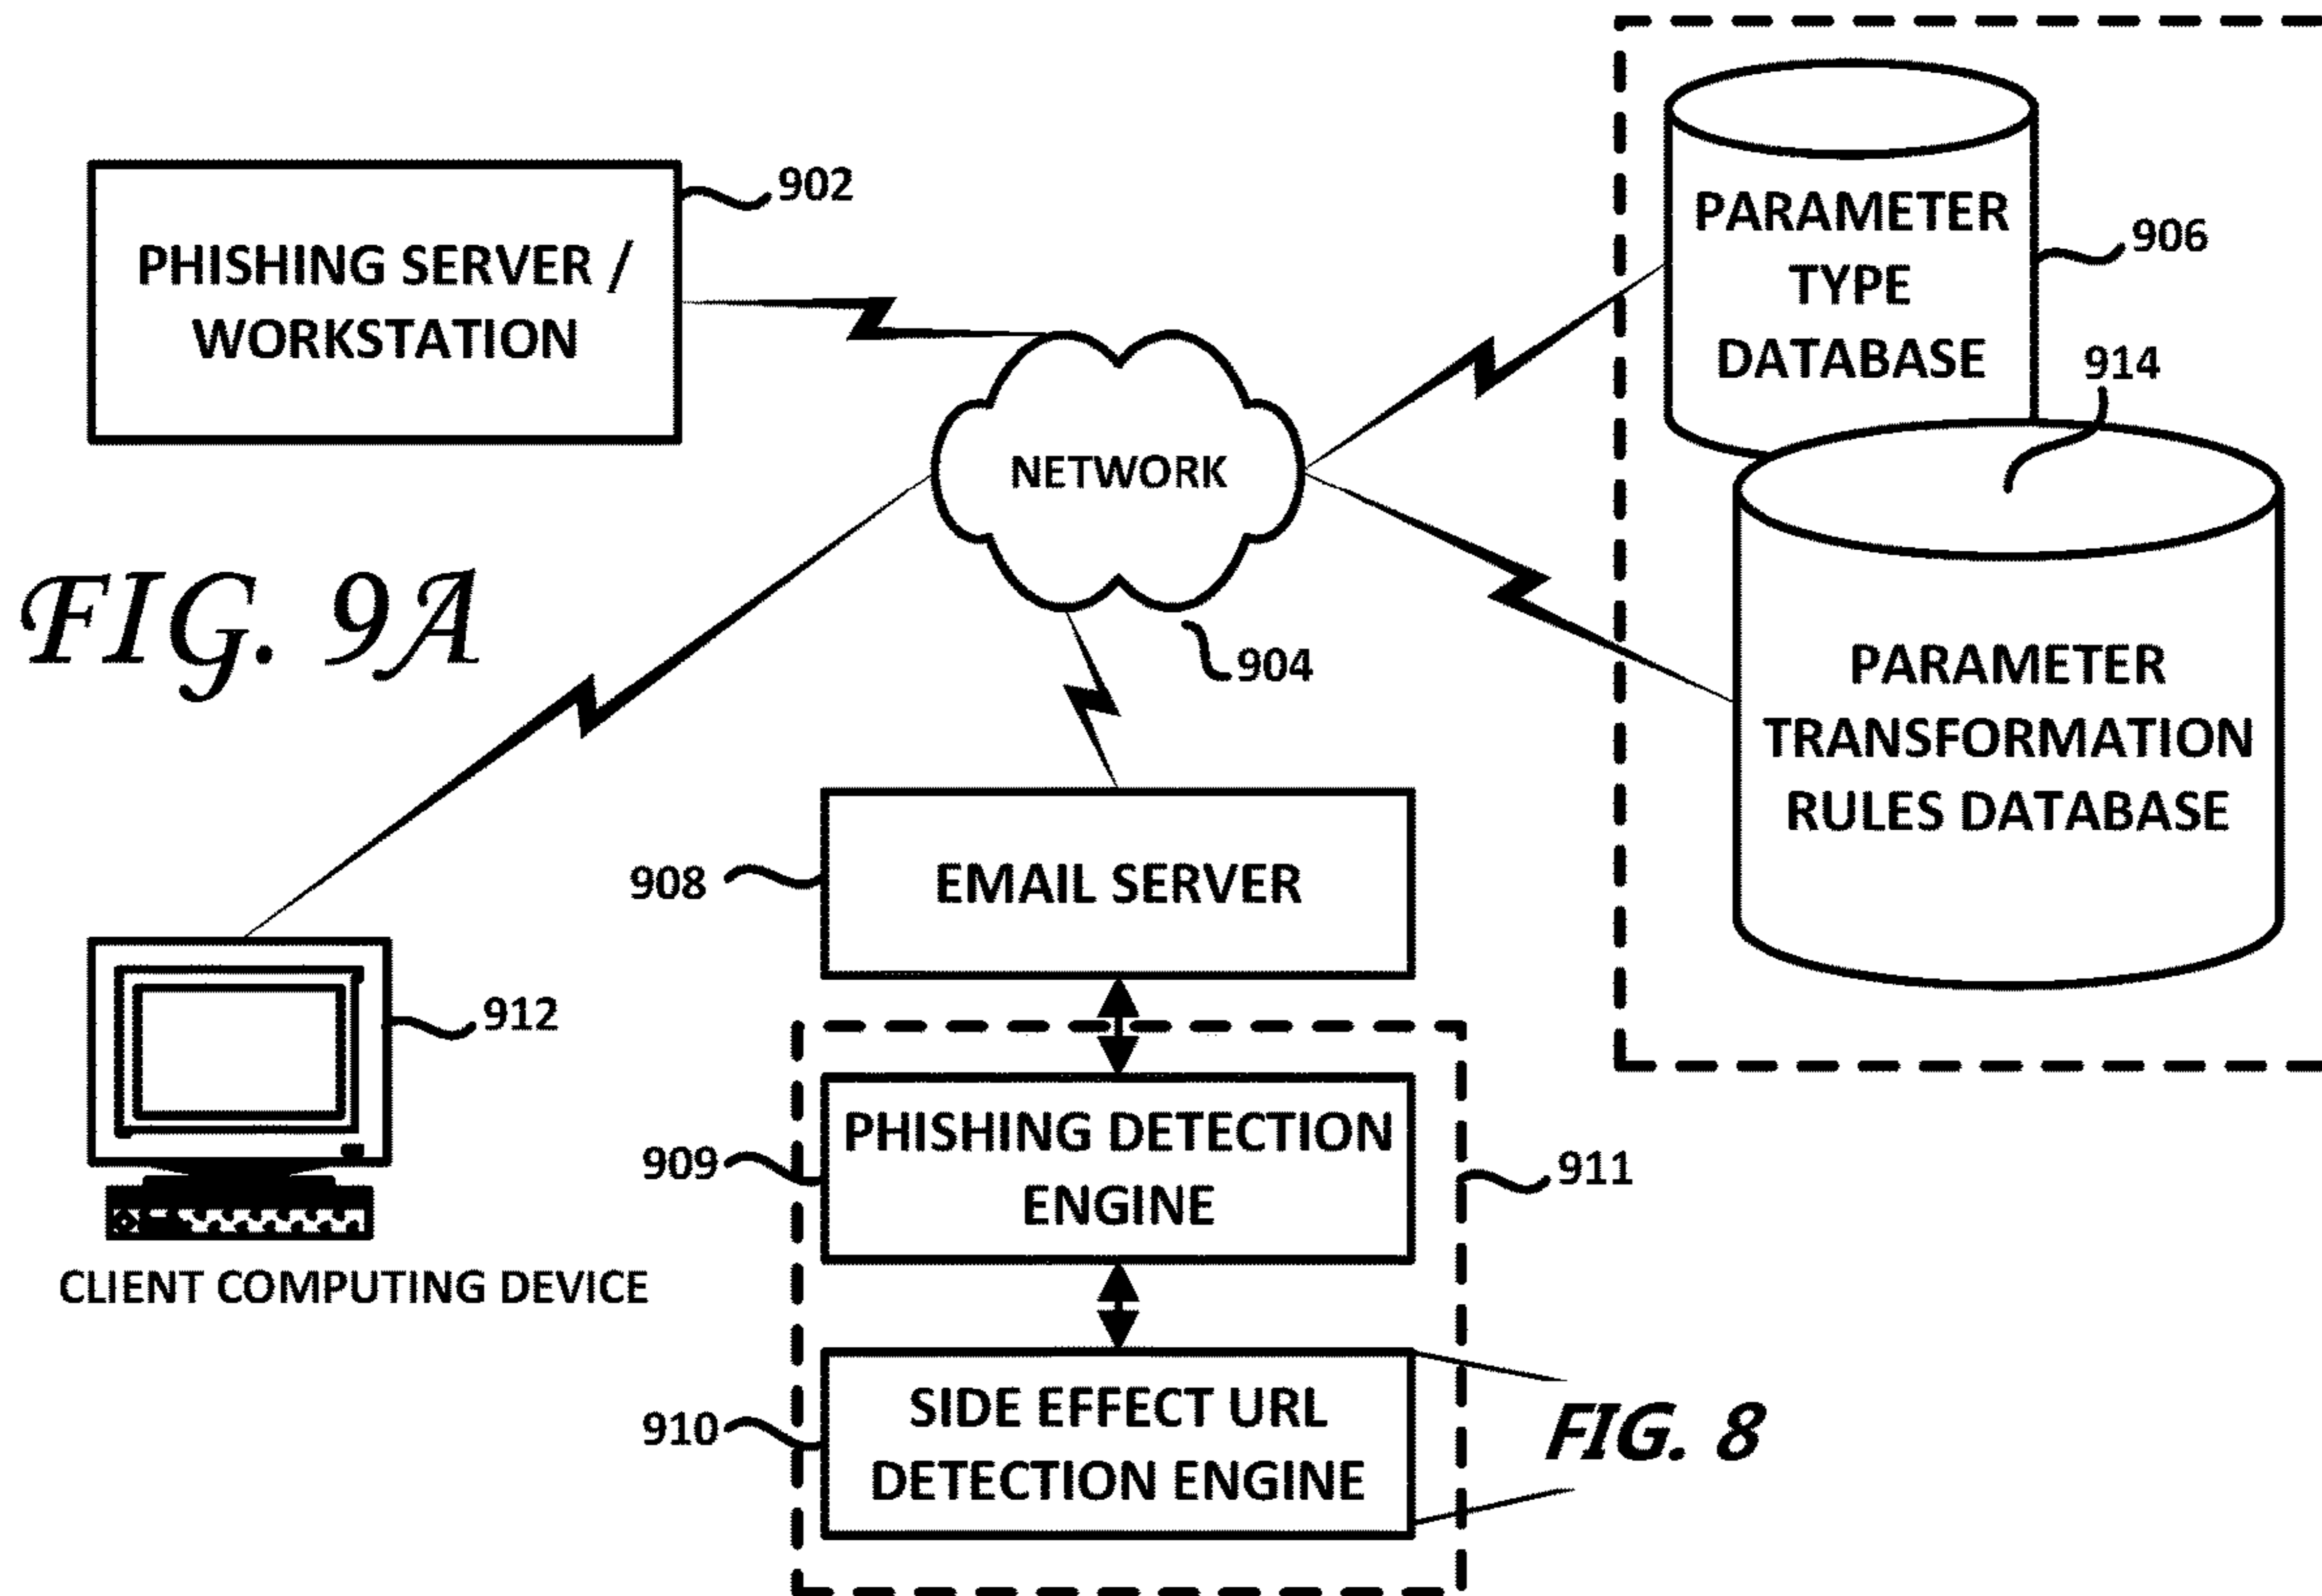 902
PHISHING SERVER /
WORKSTATION
PARAMETER
TYPE
DATABASE
906
914
NETWORK
904
FIG. 9A
PARAMETER
TRANSFORMATION
RULES DATABASE
908
EMAIL SERVER
912
CLIENT COMPUTING DEVICE
909
PHISHING DETECTION
ENGINE
911
910
SIDE EFFECT URL
DETECTION ENGINE
FIG. 8